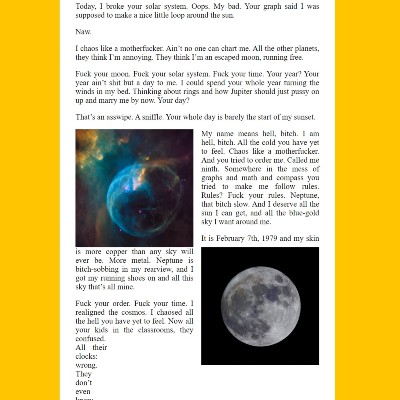 Today, I broke your solar system. Oops. My bad. Your graph said I was
supposed to make a nice little loop around the sun.
Naw.
I chaos like a motherfucker. Ain't no one can chart me. All the other planets,
they think I'm annoying. They think I'm an escaped moon, running free.
Fuck your moon. Fuck your solar system. Fuck your time. Your year? Your
year ain't shit but a day to me. I could spend your whole year turning the
winds in my bed. Thinking about rings and how Jupiter should just pussy on
up and marry me by now. Your day?
That's an asswipe. A sniffle. Your whole day is barely the start of my sunset.
My name means hell, bitch. I am
hell, bitch. All the cold you have yet
to feel. Chaos like a motherfucker.
And you tried to order me. Called me
ninth. Somewhere in the mess of
graphs and math and compass you
tried to make me follow rules.
Rules? Fuck your rules. Neptune,
that bitch slow. And I deserve all the
sun I can get, and all the blue-gold
sky I want around me.
It is February 7th, 1979 and my skin
is more copper than any sky will
ever be. More metal. Neptune is
bitch-sobbing in my rearview, and I
got my running shoes on and all this
sky that's all mine.
Fuck your order. Fuck your time. I
realigned the cosmos. I chaosed all
the hell you have yet to feel. Now all
your kids in the classrooms, they
confused.
All their
clocks:
wrong.
They
don't
even
know